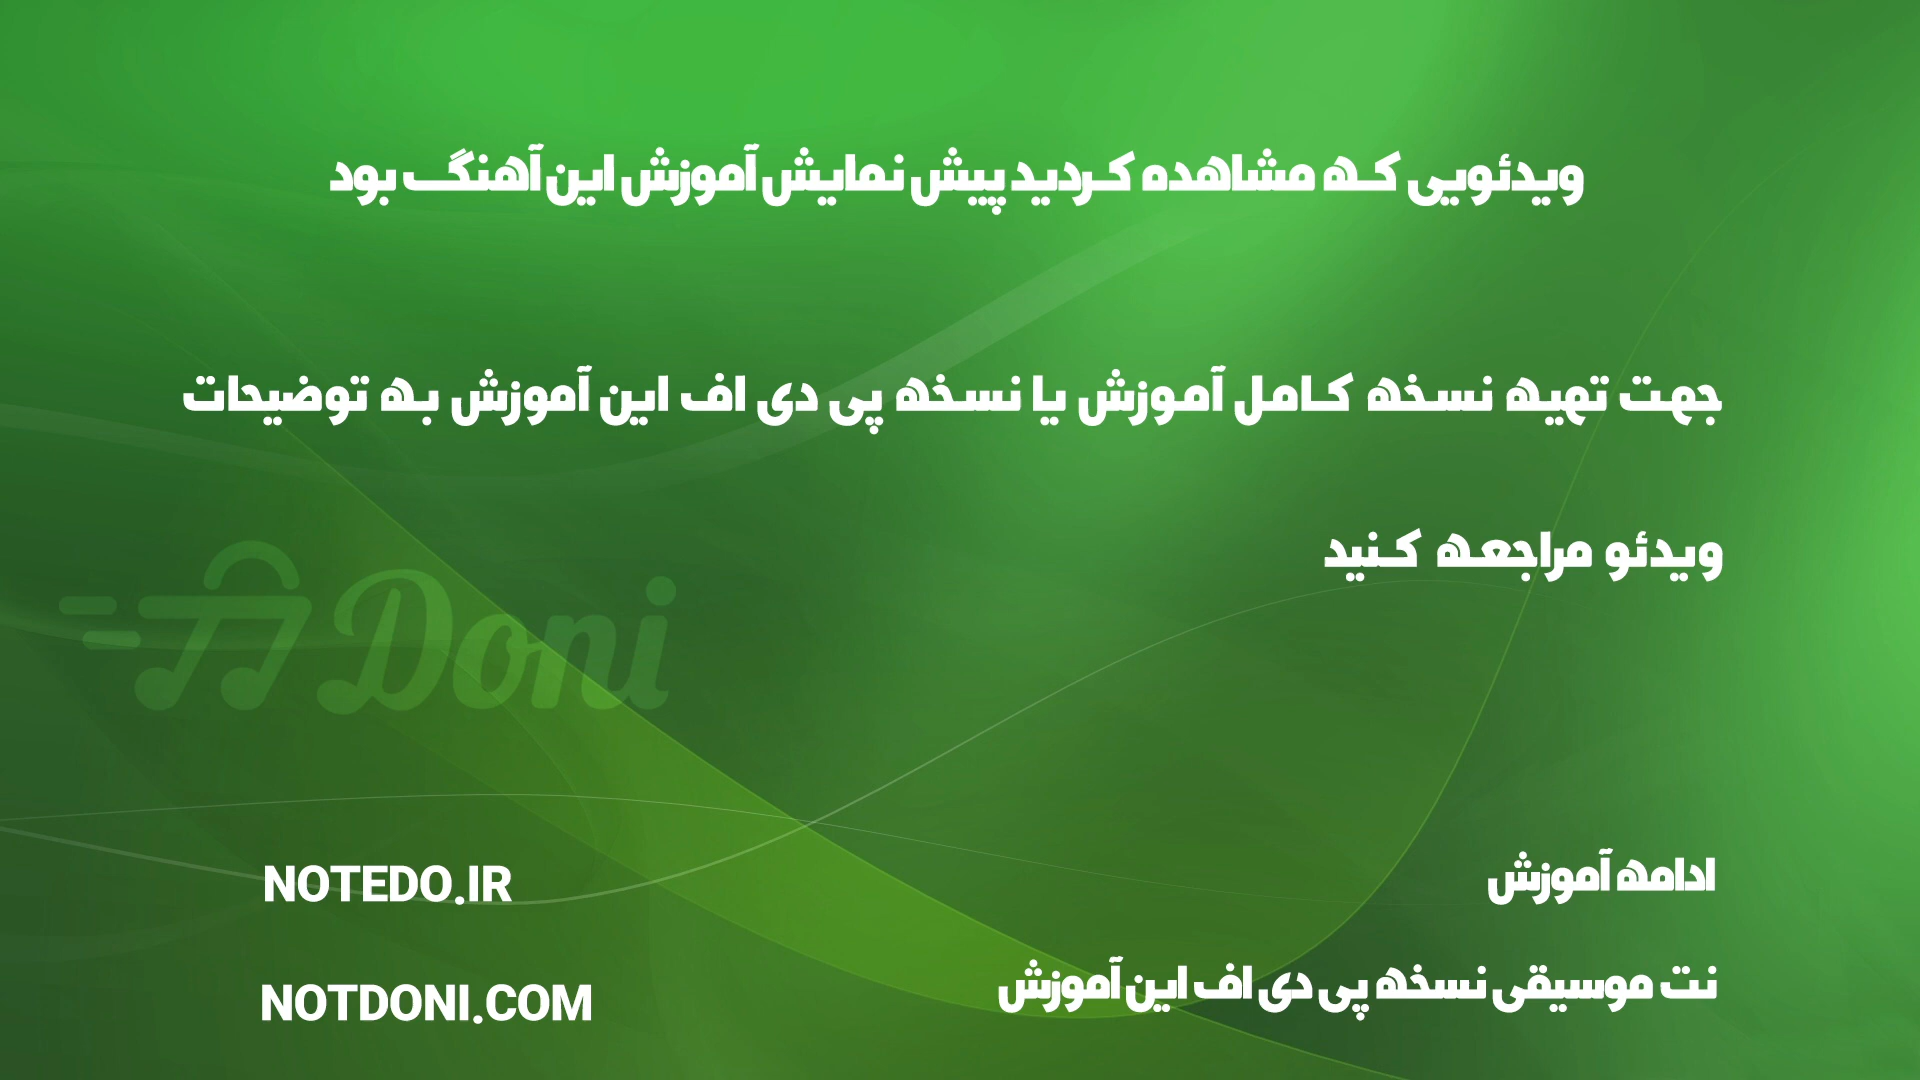 ویدئویی که مشاهده کردید پیش نمایش آموزش این آهنگ بود
جهت تهیه نسخه کامل آموزش یا نسخه پی دی اف این آموزش به توضیحات
ویدئو مراجعه کنید
Doni
ادامه آموزش
NOTEDO.IR
نت موسیقی نسخه پی دی اف این آموزش
NOTDONI.COM